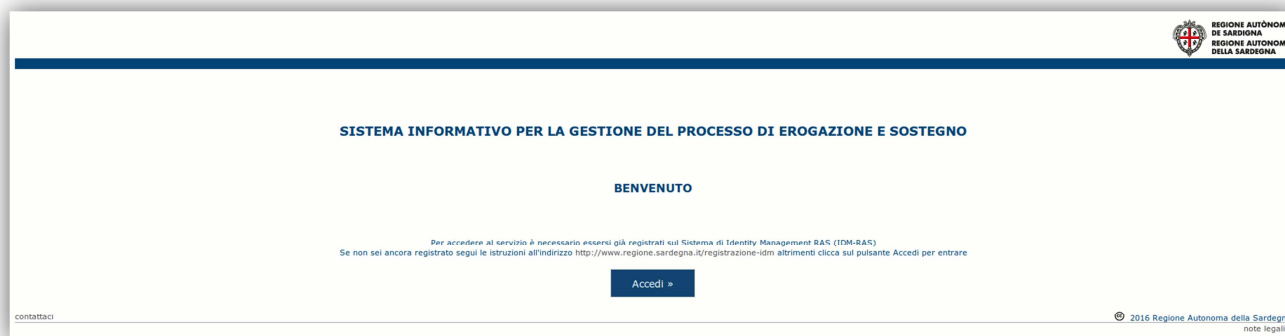 REGIONE AUTÒNOM
DE SARDIGNA
REGIONE AUTONOM
DELLA SARDEGNA
SISTEMA INFORMATIVO PER LA GESTIONE DEL PROCESSO DI EROGAZIONE E SOSTEGNO
BENVENUTO
Per accedere al servizio è necessario essersi già registrati sul Sistema di Identity Management RAS (IDM-RAS)
Se non sei ancora registrato segui le istruzioni all'indirizzo http://www.regione.sardegna.it/registrazione-idm altrimenti clicca sul pulsante Accedi per entrare
Accedi »
contattaci
2016 Regione Autonoma della Sardegn
note legali